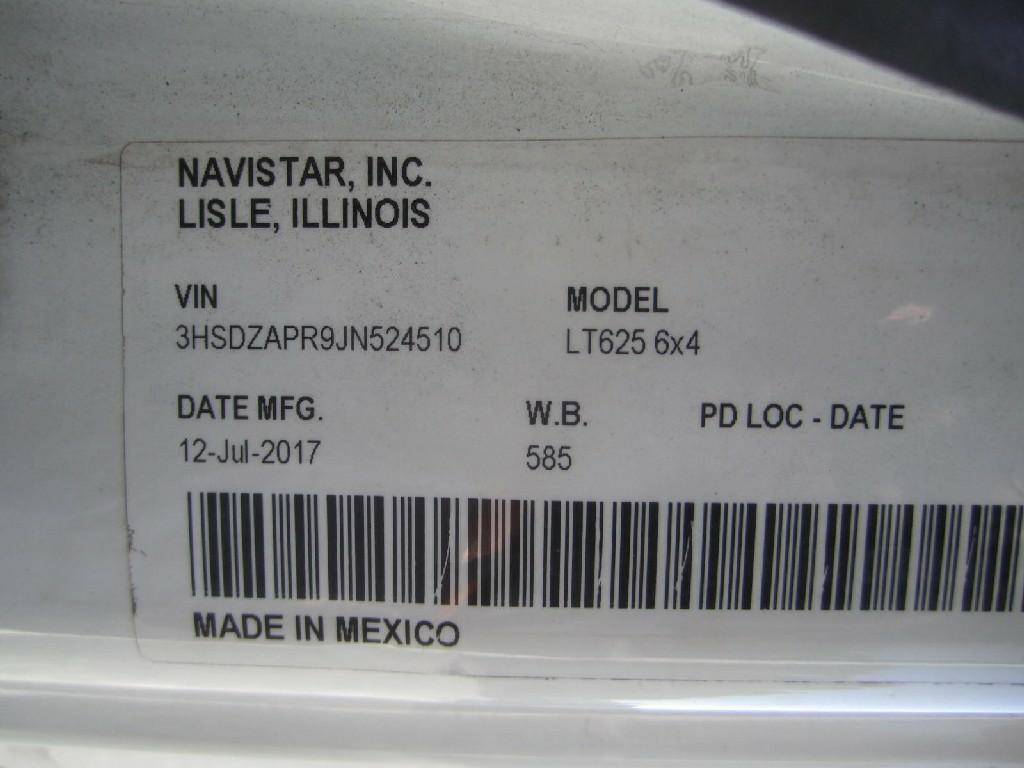 NAVISTAR, INC.
LISLE, ILLINOIS
VIN MODEL
3HSDZAPR9JN524510 LT625 6x4
DATE MFG. W.B. PD LOC - DATE
12-Jul-2017 585
MADE IN MEXICO